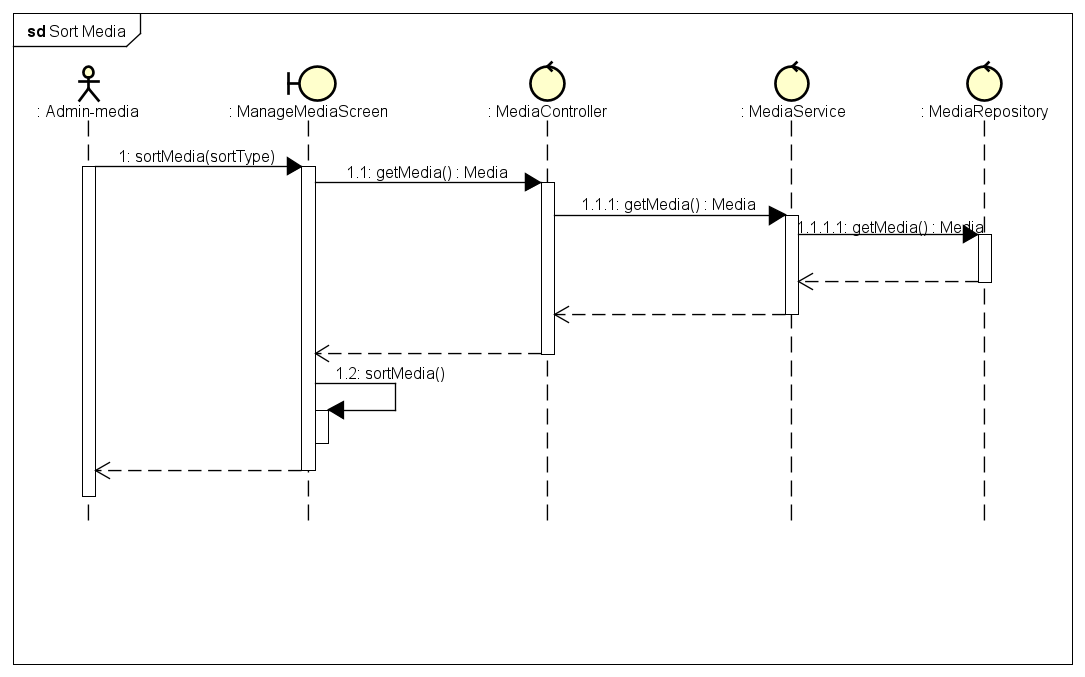 sd Sort Media
: Admin-media
: ManageMediaScreen
: MediaController
: MediaService
: MediaRepository
1: sortMedia(sortType)
1.1: getMedia() : Media
1.1.1: getMedia() : Media
1.1.1.1: getMedia() : Media
1.2: sortMedia()